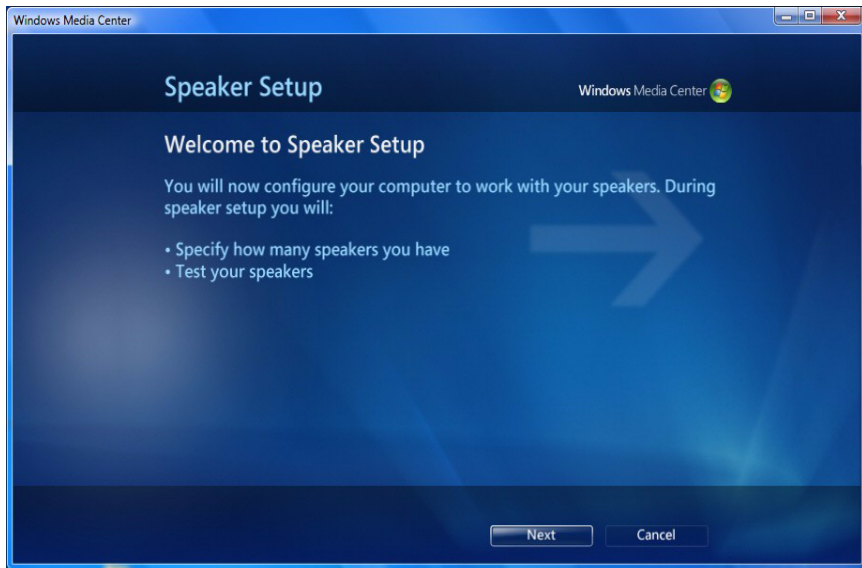 Windows Media Center
Speaker Setup
Windows Media Center
Welcome to Speaker Setup
You will now configure your computer to work with your speakers. During
speaker setup you will:
• Specify how many speakers you have
• Test your speakers
Next
Cancel